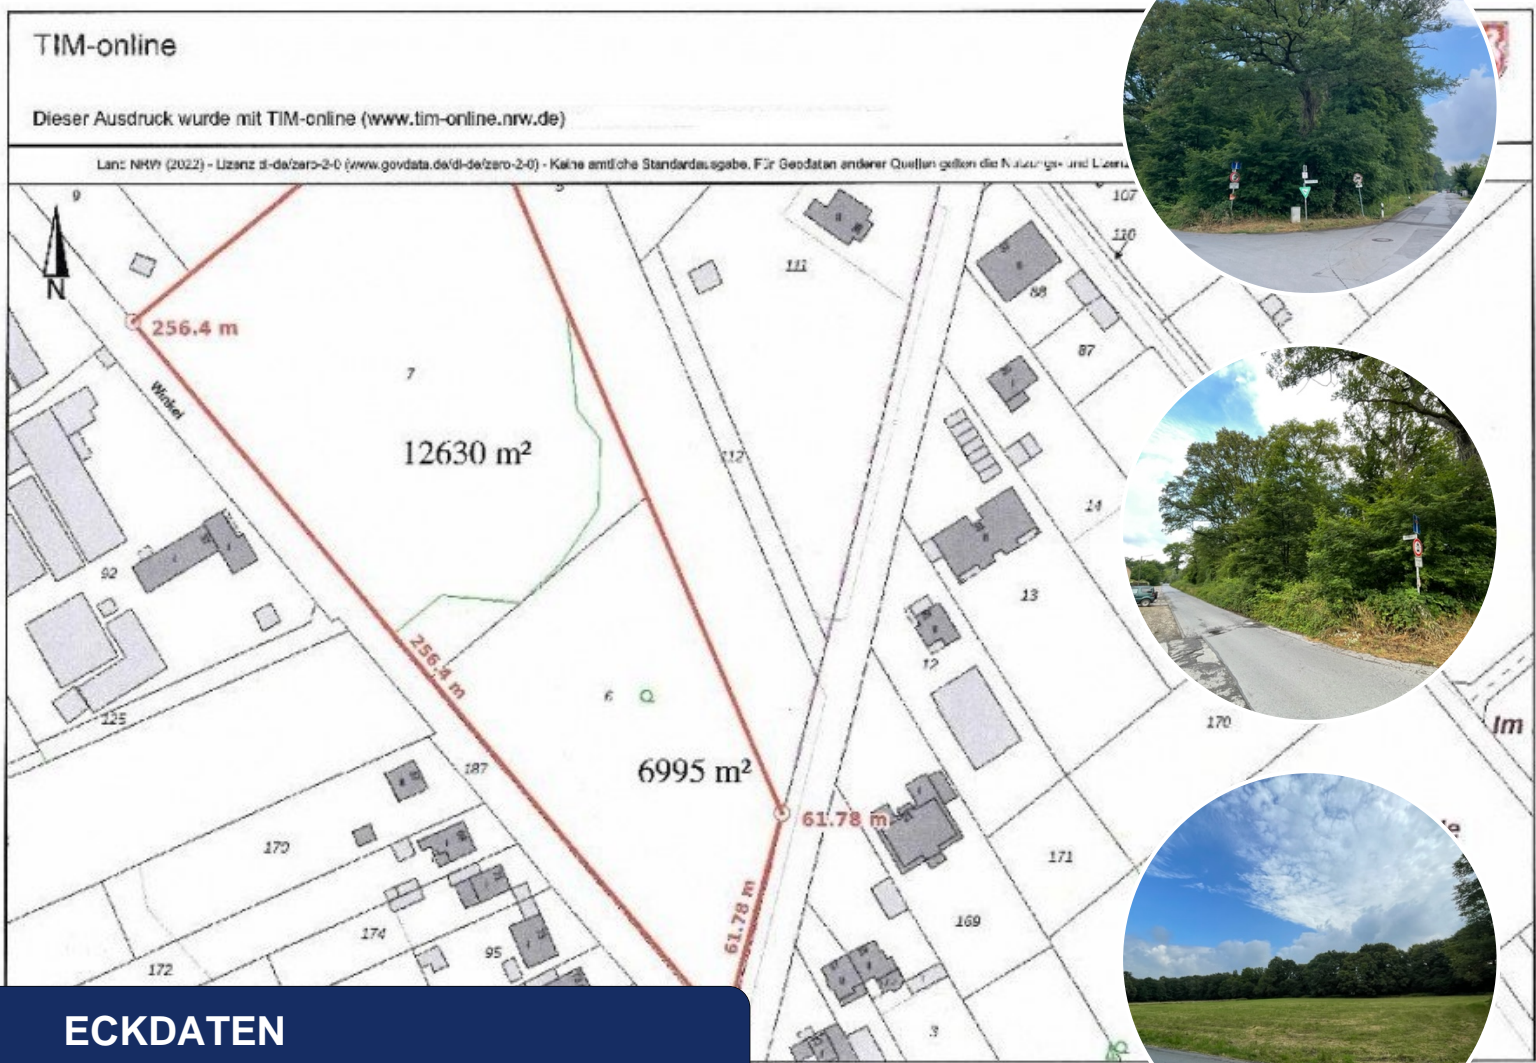 TIM-online
Dieser Ausdruck wurde mit TIM-online (www.tim-online.nrw.de)
Land NRW (2022) - Lizenz dl-de/zero-2-0 (www.govdata.de/dl-de/zero-2-0) - Keine amtliche Standardausgabe. Für Geodaten anderer Quellen gelten die Nutzungs- und Lizenz
9
107
110
N
111
88
256.4 m
87
7
Winkel
12630 m²
112
14
92
13
12
256.4 m
6
125
170
Im
187
6995 m²
61.78 m
170
171
61.78 m
169
174
95
172
3
ECKDATEN